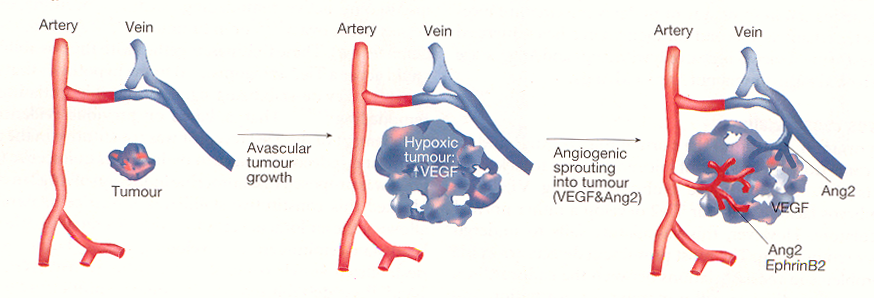 Artery Vein
Tumour
Avascular
tumour
growth
Artery Vein
Hypoxic
tumour:
↑VEGF
Angiogenic
sprouting
into tumour
(VEGF&Ang2)
Artery Vein
Ang2
VEGF
Ang2
EphrinB2